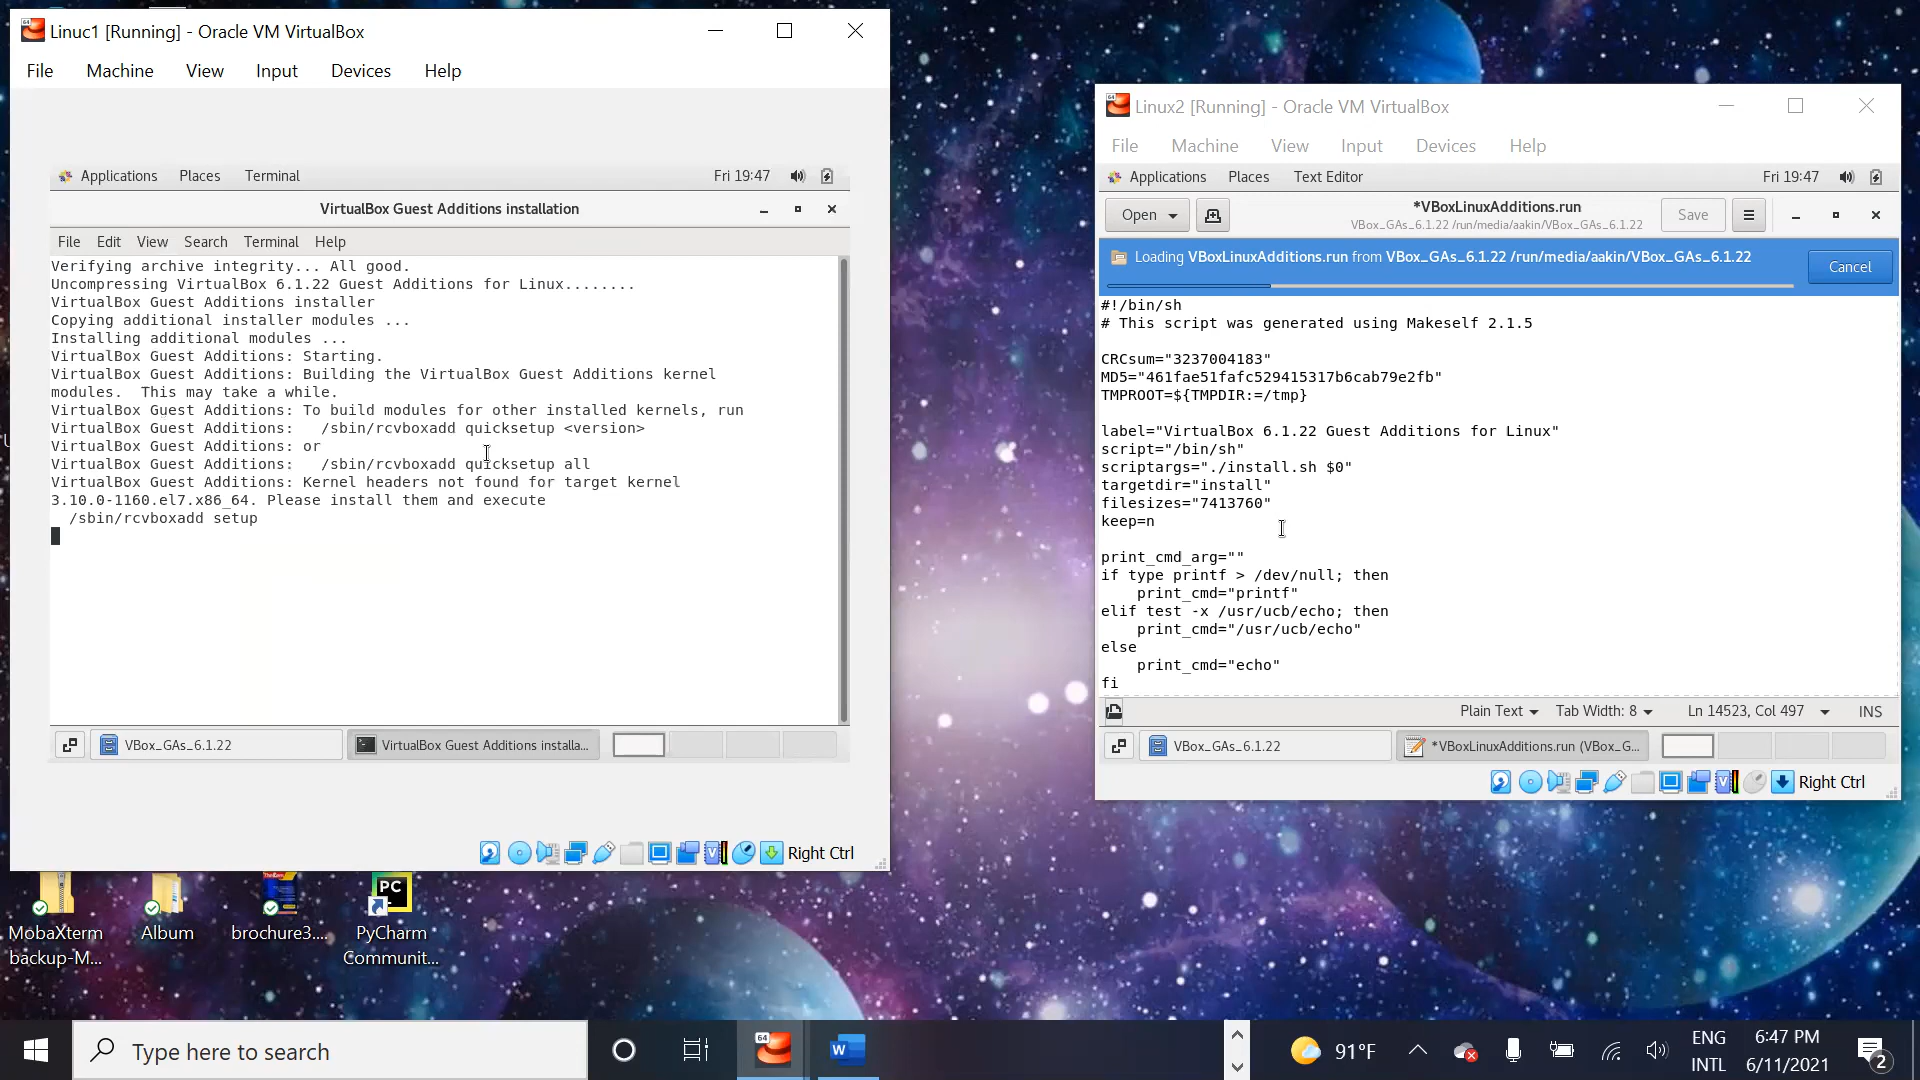 Linuc1 [Running] - Oracle VM VirtualBox
File Machine View Input Devices Help
Applications Places Terminal Fri 19:47
VirtualBox Guest Additions installation
File Edit View Search Terminal Help
Verifying archive integrity... All good.
Uncompressing VirtualBox 6.1.22 Guest Additions for Linux........
VirtualBox Guest Additions installer
Copying additional installer modules ...
Installing additional modules ...
VirtualBox Guest Additions: Starting.
VirtualBox Guest Additions: Building the VirtualBox Guest Additions kernel
modules.  This may take a while.
VirtualBox Guest Additions: To build modules for other installed kernels, run
VirtualBox Guest Additions:   /sbin/rcvboxadd quicksetup <version>
VirtualBox Guest Additions: or
VirtualBox Guest Additions:   /sbin/rcvboxadd quicksetup all
VirtualBox Guest Additions: Kernel headers not found for target kernel
3.10.0-1160.el7.x86_64. Please install them and execute
  /sbin/rcvboxadd setup
VBox_GAs_6.1.22
VirtualBox Guest Additions installa...
Right Ctrl
Linux2 [Running] - Oracle VM VirtualBox
File Machine View Input Devices Help
Applications Places Text Editor Fri 19:47
Open
*VBoxLinuxAdditions.run
VBox_GAs_6.1.22 /run/media/aakin/VBox_GAs_6.1.22
Save
Loading VBoxLinuxAdditions.run from VBox_GAs_6.1.22 /run/media/aakin/VBox_GAs_6.1.22
Cancel
#!/bin/sh
# This script was generated using Makeself 2.1.5
CRCsum="3237004183"
MD5="461fae51fafc529415317b6cab79e2fb"
TMPROOT=${TMPDIR:=/tmp}
label="VirtualBox 6.1.22 Guest Additions for Linux"
script="/bin/sh"
scriptargs="./install.sh $0"
targetdir="install"
filesizes="7413760"
keep=n
print_cmd_arg=""
if type printf > /dev/null; then
    print_cmd="printf"
elif test -x /usr/ucb/echo; then
    print_cmd="/usr/ucb/echo"
else
    print_cmd="echo"
fi
Plain Text Tab Width: 8 Ln 14523, Col 497 INS
VBox_GAs_6.1.22
*VBoxLinuxAdditions.run (VBox_G...
Right Ctrl
MobaXterm
backup-M...
Album
brochure3....
PC
PyCharm
Communit...
Type here to search
64
W
91°F
ENG
INTL
6:47 PM
6/11/2021
2